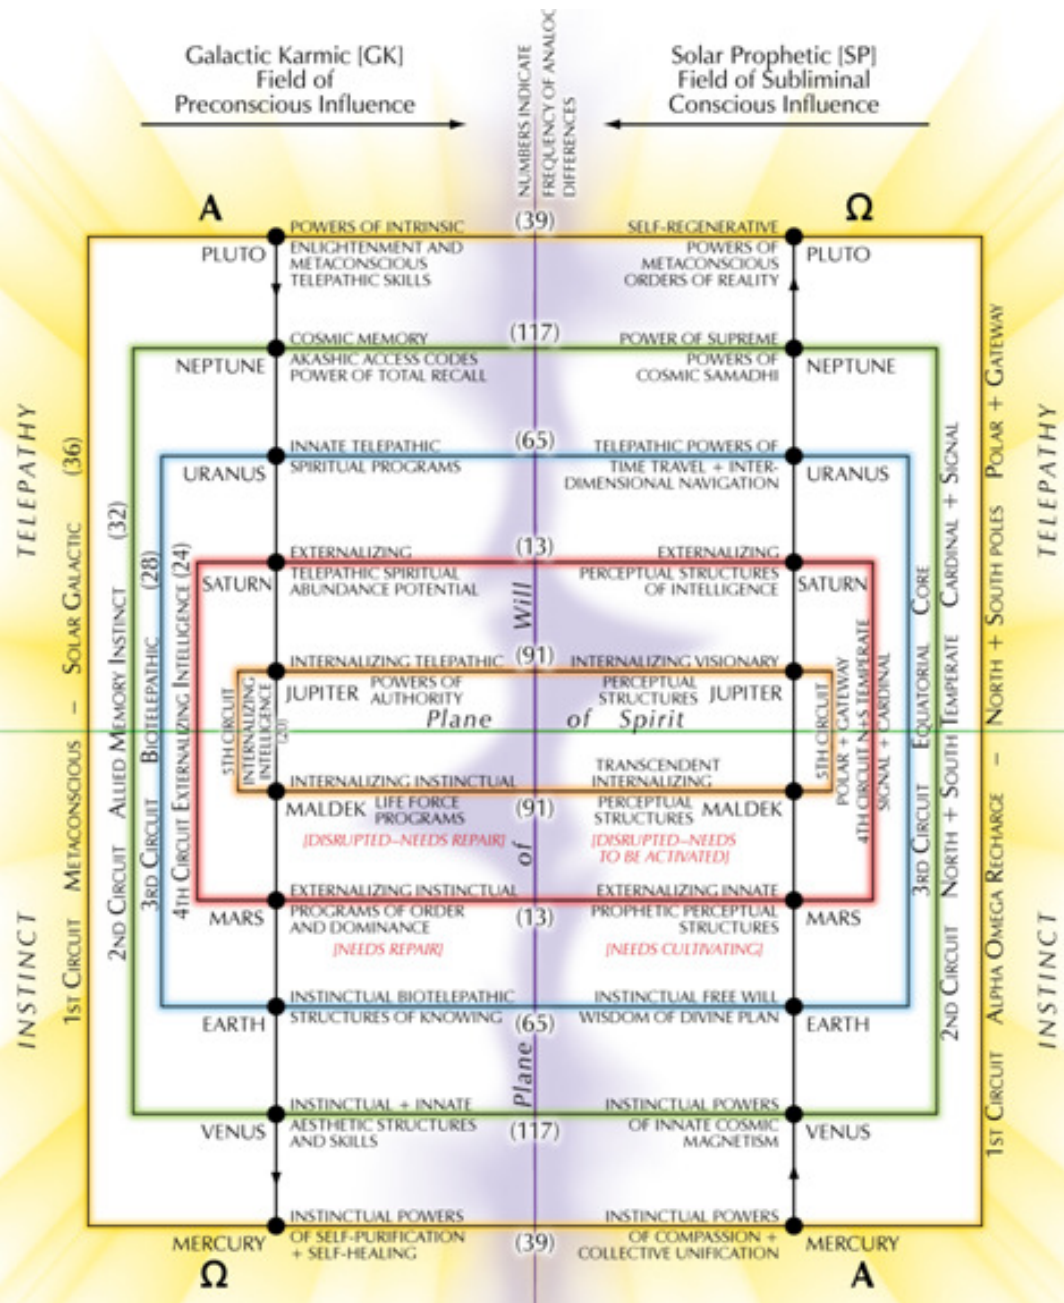 Galactic Karmic [GK]
Field of
Preconscious Influence
NUMBERS INDICATE
FREQUENCY OF ANALOG
DIFFERENCES
Solar Prophetic [SP]
Field of Subliminal
Conscious Influence
A
Ω
PLUTO
POWERS OF INTRINSIC
ENLIGHTENMENT AND
METACONSCIOUS
TELEPATHIC SKILLS
(39)
SELF-REGENERATIVE
POWERS OF
METACONSCIOUS
ORDERS OF REALITY
PLUTO
NEPTUNE
COSMIC MEMORY
AKASHIC ACCESS CODES
POWER OF TOTAL RECALL
(117)
POWER OF SUPREME
POWERS OF
COSMIC SAMADHI
NEPTUNE
URANUS
INNATE TELEPATHIC
SPIRITUAL PROGRAMS
(65)
TELEPATHIC POWERS OF
TIME TRAVEL + INTER-
DIMENSIONAL NAVIGATION
URANUS
SATURN
EXTERNALIZING
TELEPATHIC SPIRITUAL
ABUNDANCE POTENTIAL
(13)
EXTERNALIZING
PERCEPTUAL STRUCTURES
OF INTELLIGENCE
SATURN
JUPITER
INTERNALIZING TELEPATHIC
POWERS OF
AUTHORITY
(91)
INTERNALIZING VISIONARY
PERCEPTUAL
STRUCTURES
JUPITER
Plane of Spirit
Plane of Will
MALDEK
INTERNALIZING INSTINCTUAL
LIFE FORCE
PROGRAMS
[DISRUPTED–NEEDS REPAIR]
(91)
TRANSCENDENT
INTERNALIZING
PERCEPTUAL
STRUCTURES
MALDEK
[DISRUPTED–NEEDS
TO BE ACTIVATED]
MARS
EXTERNALIZING INSTINCTUAL
PROGRAMS OF ORDER
AND DOMINANCE
[NEEDS REPAIR]
(13)
EXTERNALIZING INNATE
PROPHETIC PERCEPTUAL
STRUCTURES
[NEEDS CULTIVATING]
MARS
EARTH
INSTINCTUAL BIOTELEPATHIC
STRUCTURES OF KNOWING
(65)
INSTINCTUAL FREE WILL
WISDOM OF DIVINE PLAN
EARTH
VENUS
INSTINCTUAL + INNATE
AESTHETIC STRUCTURES
AND SKILLS
(117)
INSTINCTUAL POWERS
OF INNATE COSMIC
MAGNETISM
VENUS
MERCURY
INSTINCTUAL POWERS
OF SELF-PURIFICATION
+ SELF-HEALING
(39)
INSTINCTUAL POWERS
OF COMPASSION +
COLLECTIVE UNIFICATION
MERCURY
Ω
A
TELEPATHY
INSTINCT
1ST CIRCUIT METACONSCIOUS – SOLAR GALACTIC (36)
2ND CIRCUIT ALLIED MEMORY INSTINCT (32)
3RD CIRCUIT BIOTELEPATHIC (28)
4TH CIRCUIT EXTERNALIZING INTELLIGENCE (24)
5TH CIRCUIT
INTERNALIZING
INTELLIGENCE
(20)
5TH CIRCUIT
POLAR + GATEWAY
4TH CIRCUIT N+S TEMPERATE
SIGNAL + CARDINAL
3RD CIRCUIT EQUATORIAL CORE
2ND CIRCUIT NORTH + SOUTH TEMPERATE CARDINAL + SIGNAL
1ST CIRCUIT ALPHA OMEGA RECHARGE – NORTH + SOUTH POLES POLAR + GATEWAY
TELEPATHY
INSTINCT